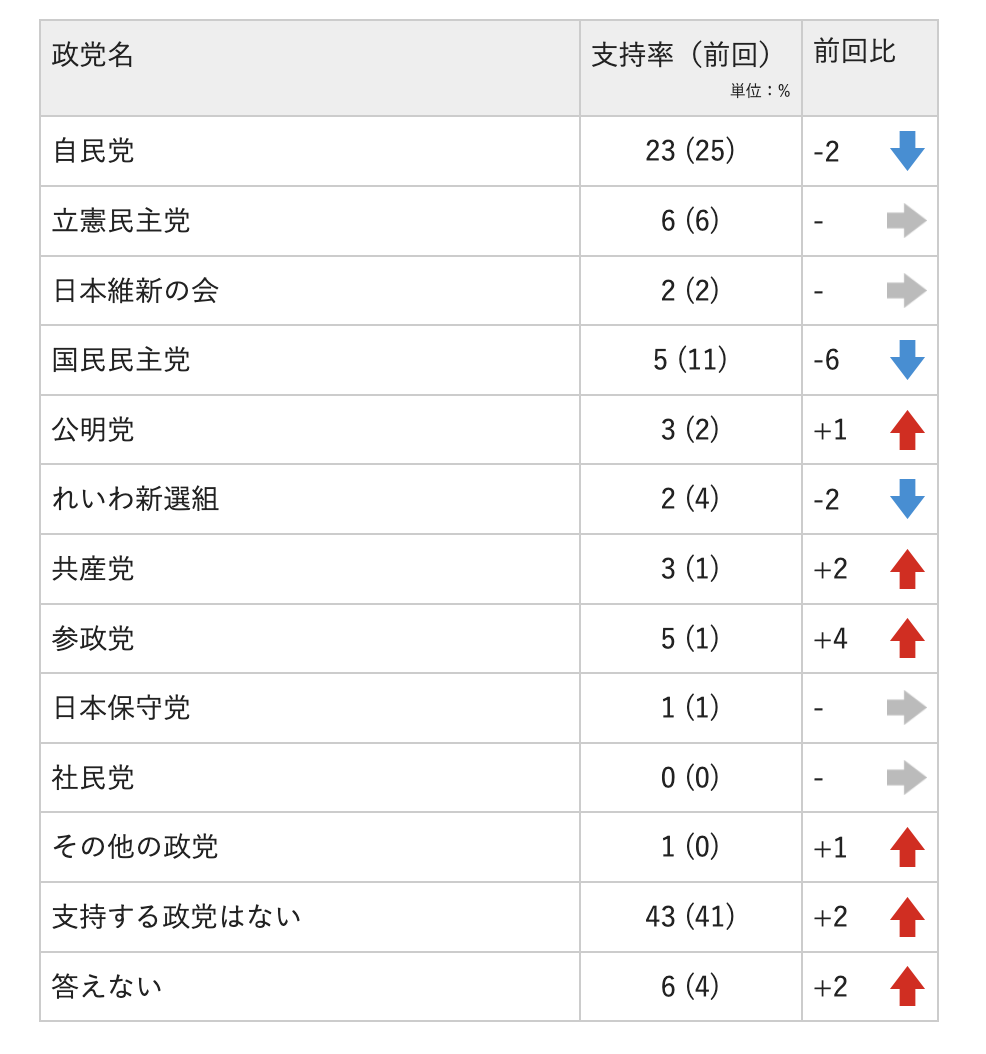 政党名 支持率（前回） 前回比
単位：%
自民党 23 (25) -2
立憲民主党 6 (6) -
日本維新の会 2 (2) -
国民民主党 5 (11) -6
公明党 3 (2) +1
れいわ新選組 2 (4) -2
共産党 3 (1) +2
参政党 5 (1) +4
日本保守党 1 (1) -
社民党 0 (0) -
その他の政党 1 (0) +1
支持する政党はない 43 (41) +2
答えない 6 (4) +2